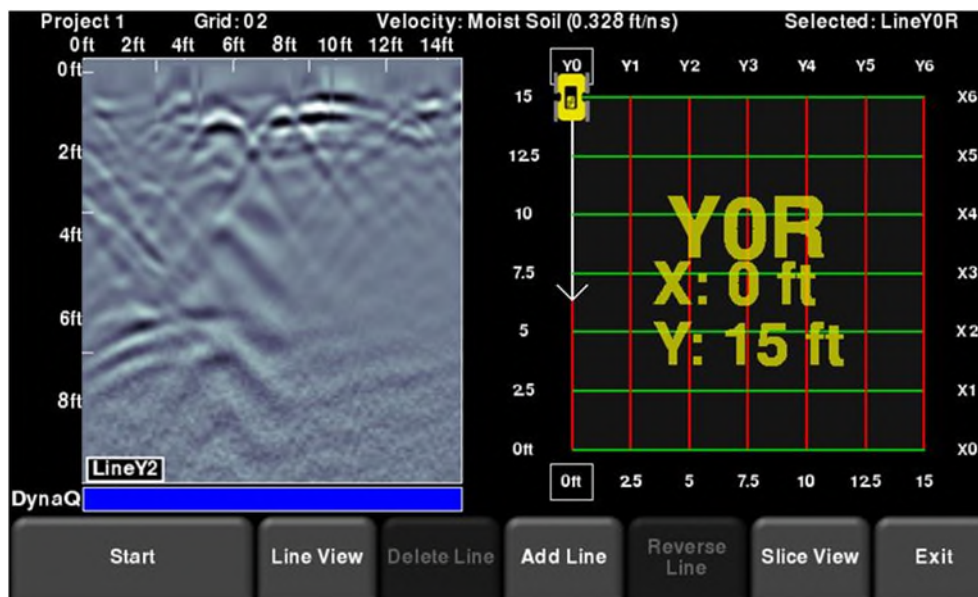 Project 1 Grid: 02 Velocity: Moist Soil (0.328 ft/ns) Selected: LineY0R
0ft 2ft 4ft 6ft 8ft 10ft 12ft 14ft
0ft
2ft
4ft
6ft
8ft
LineY2
DynaQ
Y0 Y1 Y2 Y3 Y4 Y5 Y6
15 X6
12.5 X5
10 X4
7.5 X3
5 X2
2.5 X1
0ft X0
Y0R
X: 0 ft
Y: 15 ft
0ft 2.5 5 7.5 10 12.5 15
Start Line View Delete Line Add Line Reverse Line Slice View Exit